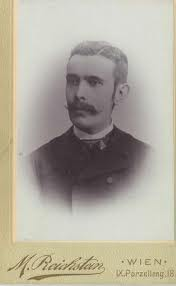 M. Reichstein
WIEN.
IX. Porzellang. 18